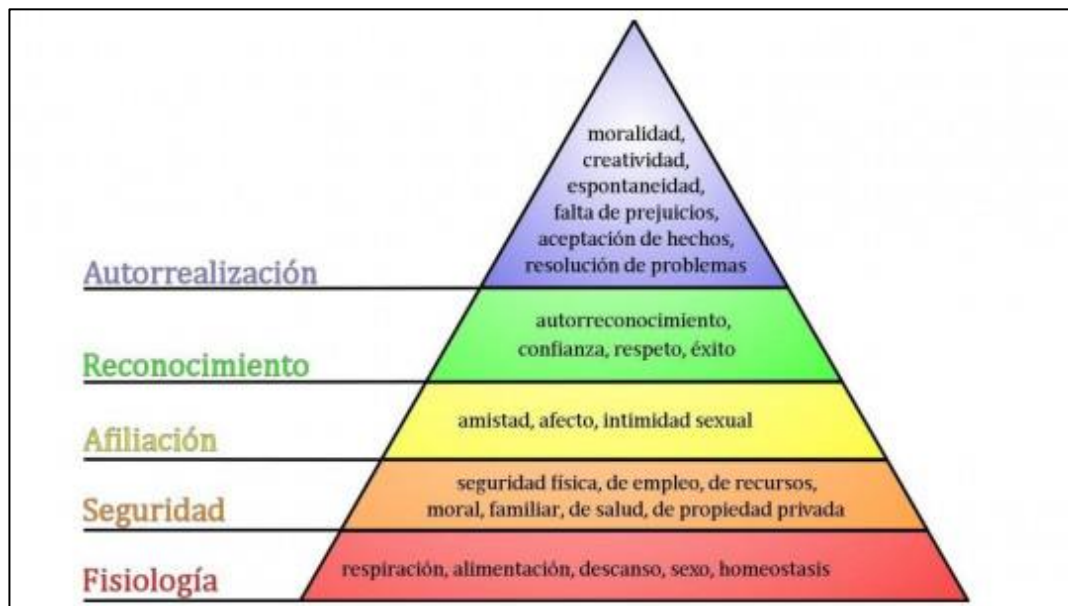 moralidad,
creatividad,
espontaneidad,
falta de prejuicios,
aceptación de hechos,
resolución de problemas
Autorrealización
autorreconocimiento,
confianza, respeto, éxito
Reconocimiento
amistad, afecto, intimidad sexual
Afiliación
seguridad física, de empleo, de recursos,
moral, familiar, de salud, de propiedad privada
Seguridad
respiración, alimentación, descanso, sexo, homeostasis
Fisiología